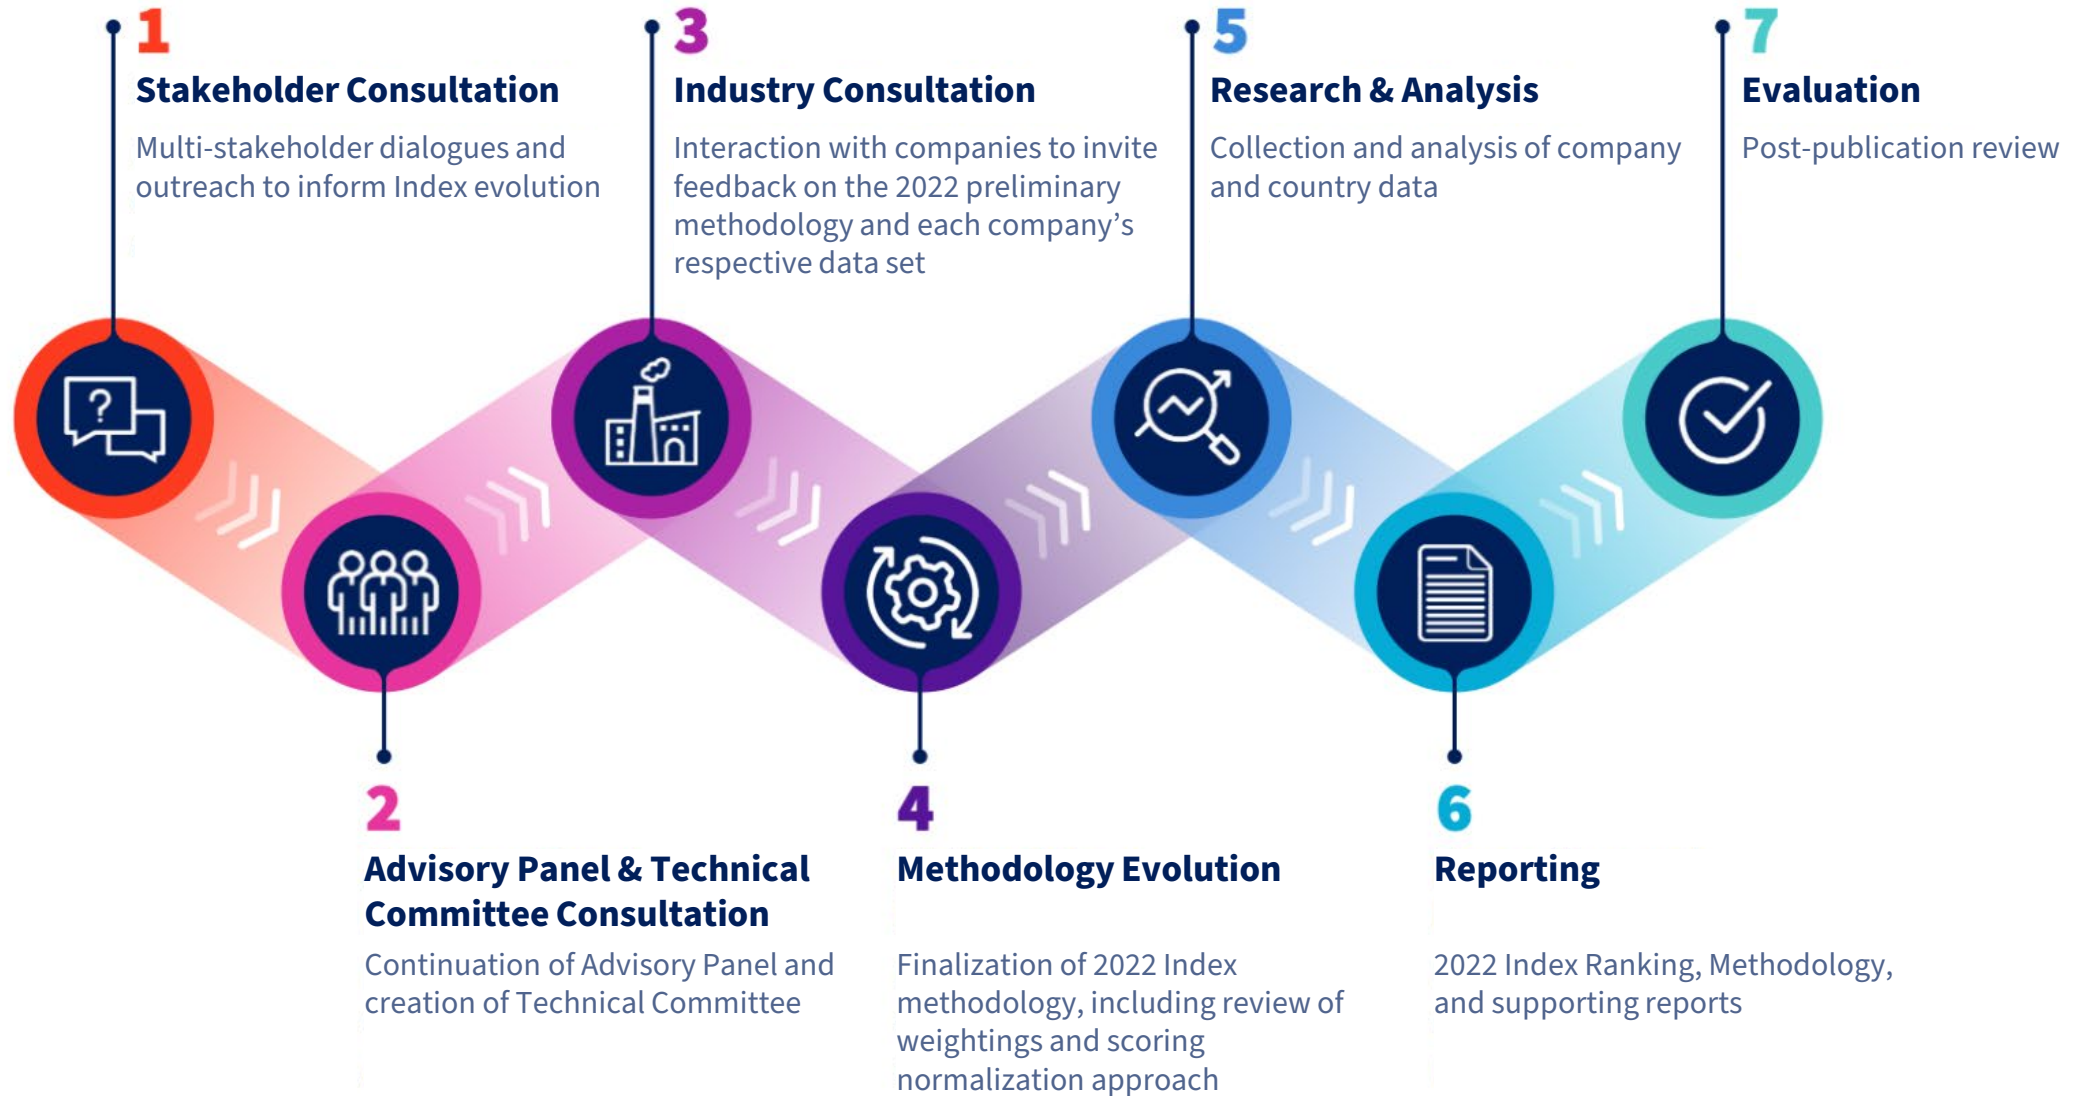 1
Stakeholder Consultation
Multi-stakeholder dialogues and
outreach to inform Index evolution
2
Advisory Panel & Technical
Committee Consultation
Continuation of Advisory Panel and
creation of Technical Committee
3
Industry Consultation
Interaction with companies to invite
feedback on the 2022 preliminary
methodology and each company’s
respective data set
4
Methodology Evolution
Finalization of 2022 Index
methodology, including review of
weightings and scoring
normalization approach
5
Research & Analysis
Collection and analysis of company
and country data
6
Reporting
2022 Index Ranking, Methodology,
and supporting reports
7
Evaluation
Post-publication review
?